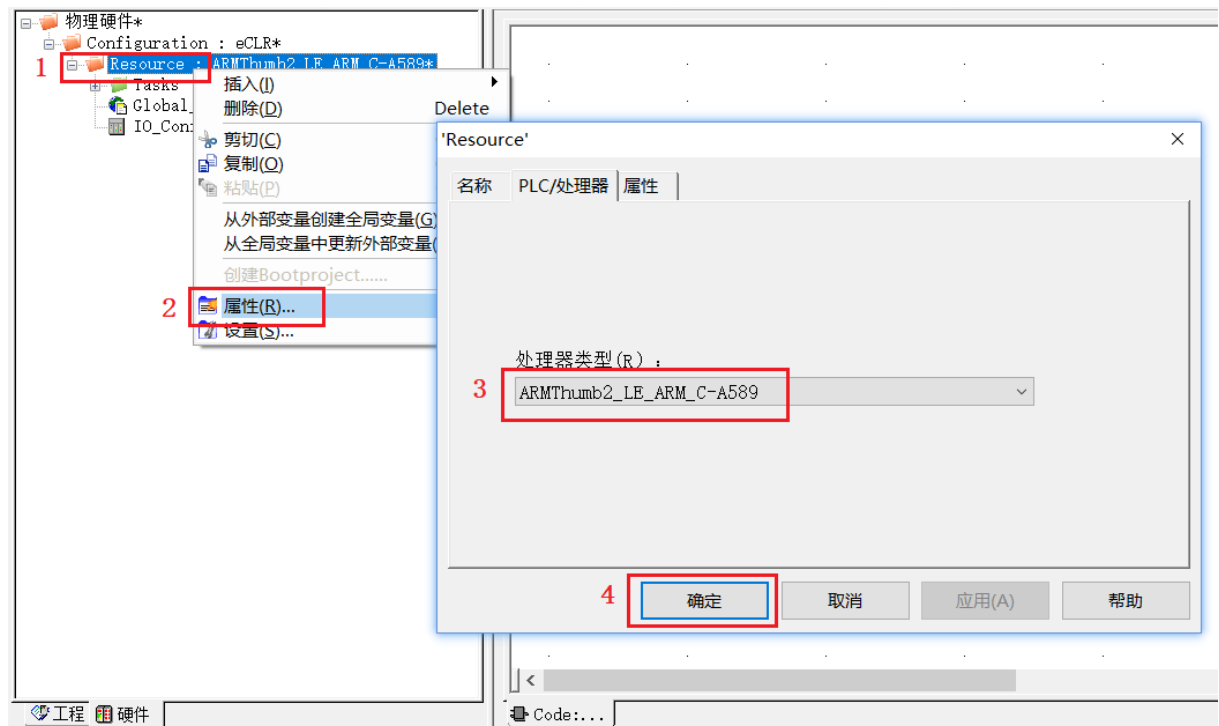 物理硬件*
Configuration : eCLR*
1
Resource : ARMThumb2_LE_ARM_C-A589*
Tasks
Global_
IO_Con
插入(I)
删除(D) Delete
剪切(C)
复制(O)
粘贴(P)
从外部变量创建全局变量(G)
从全局变量中更新外部变量(
创建Bootproject......
2
属性(R)...
设置(S)...
'Resource'
名称 PLC/处理器 属性
处理器类型(R) :
3
ARMThumb2_LE_ARM_C-A589
4
确定 取消 应用(A) 帮助
工程 硬件
Code:...